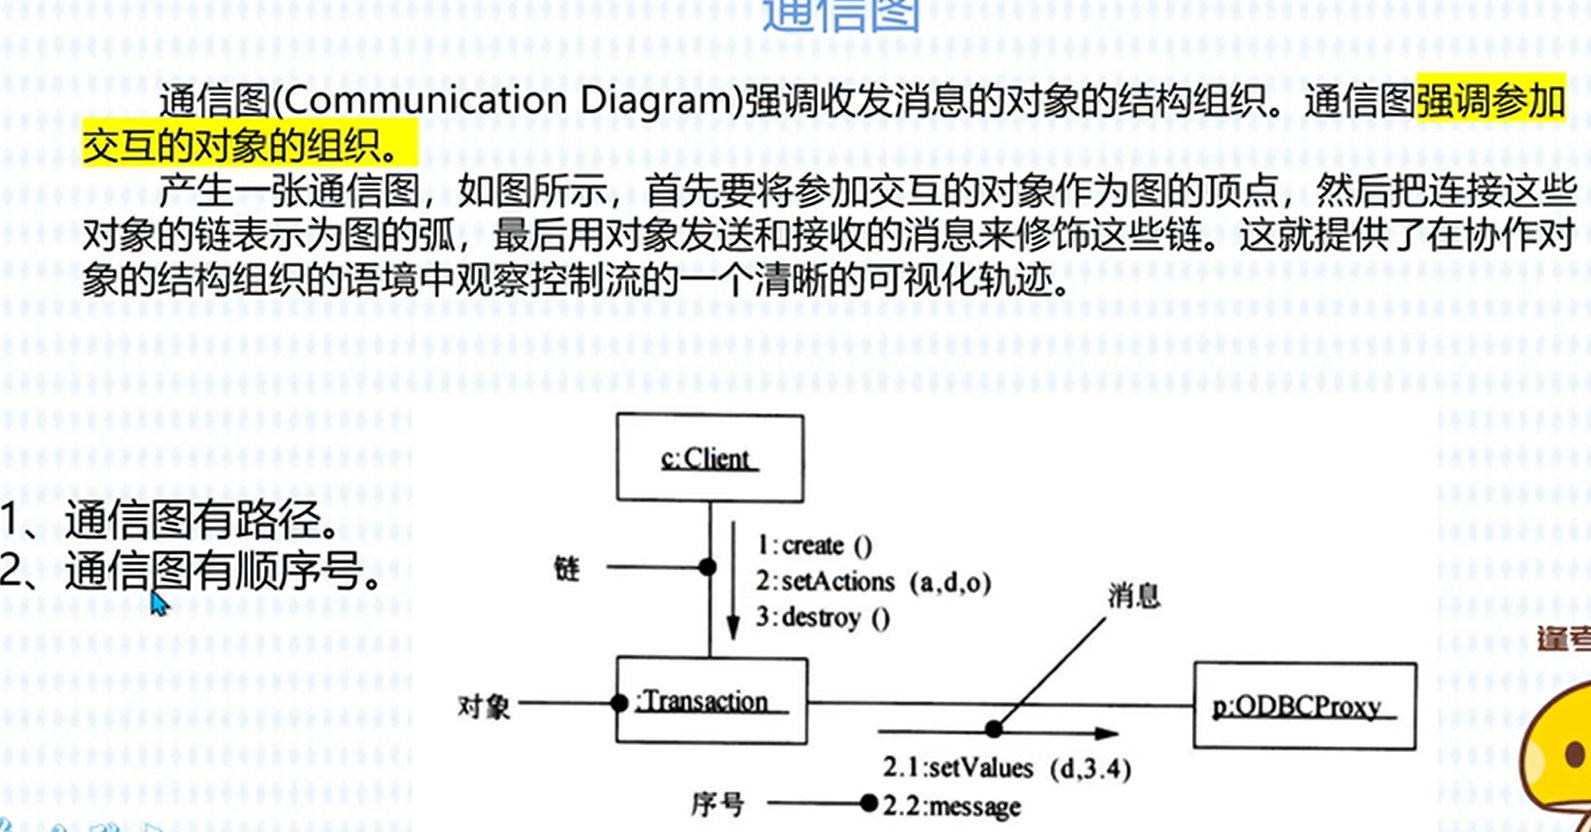 通信图
通信图(Communication Diagram)强调收发消息的对象的结构组织。通信图强调参加
交互的对象的组织。
产生一张通信图，如图所示，首先要将参加交互的对象作为图的顶点，然后把连接这些
对象的链表示为图的弧，最后用对象发送和接收的消息来修饰这些链。这就提供了在协作对
象的结构组织的语境中观察控制流的一个清晰的可视化轨迹。
1、通信图有路径。
2、通信图有顺序号。
c:Client
链
1:create ()
2:setActions (a,d,o)
3:destroy ()
消息
对象
:Transaction
p:ODBCProxy
2.1:setValues (d,3.4)
序号
2.2:message
逢考